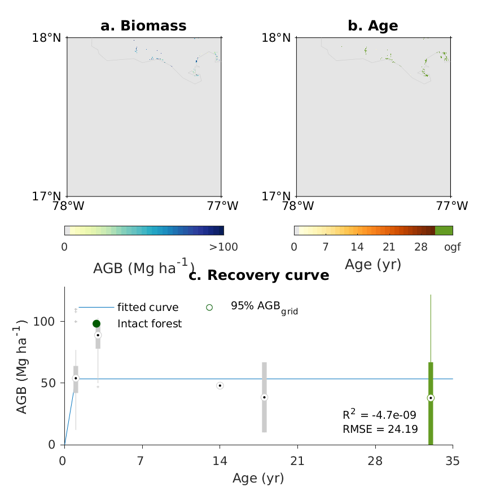 a. Biomass
b. Age
18°N
18°N
17°N
17°N
78°W
77°W
78°W
77°W
0
>100
0
7
14
21
28
ogf
AGB (Mg ha⁻¹)
Age (yr)
c. Recovery curve
fitted curve
95% AGB_grid
Intact forest
AGB (Mg ha⁻¹)
100
50
0
R² = -4.7e-09
RMSE = 24.19
0
7
14
21
28
35
Age (yr)